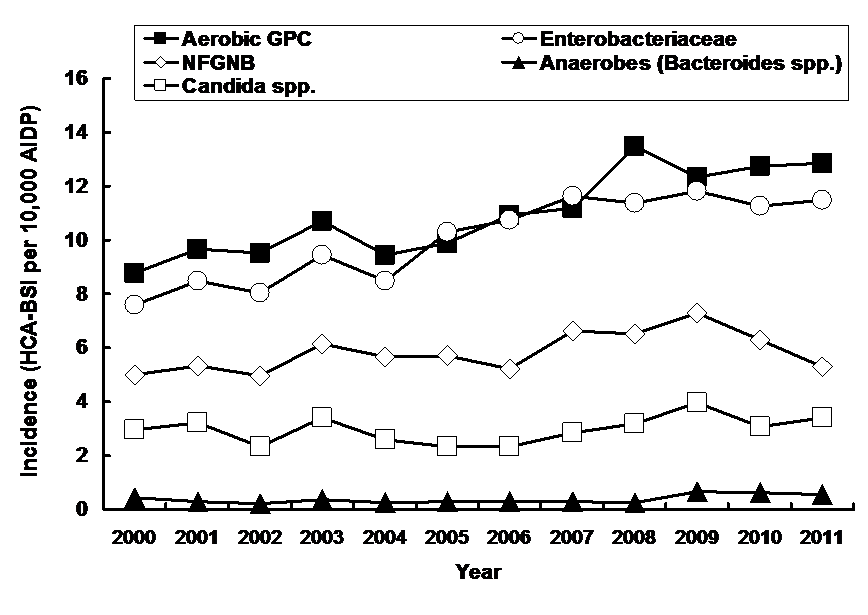 Aerobic GPC Enterobacteriaceae
NFGNB Anaerobes (Bacteroides spp.)
Candida spp.
Incidence (HCA-BSI per 10,000 AIDP)
16
14
12
10
8
6
4
2
0
2000 2001 2002 2003 2004 2005 2006 2007 2008 2009 2010 2011
Year